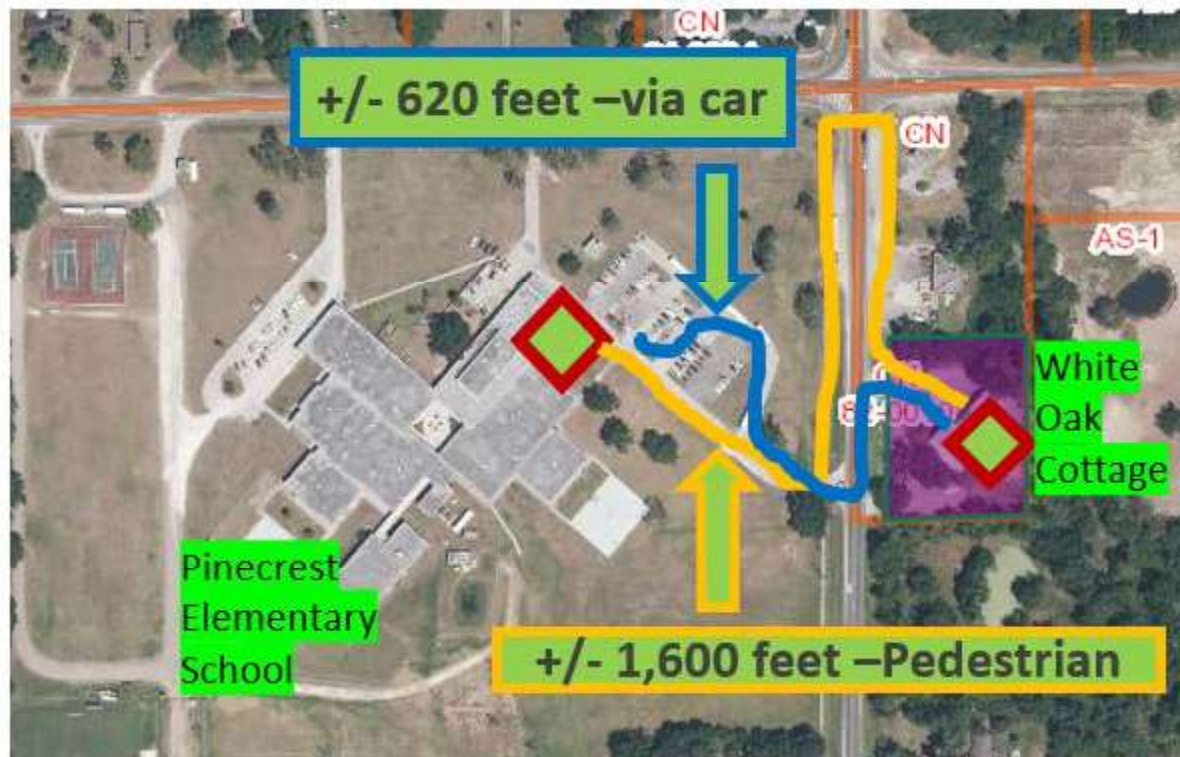 CN
+/- 620 feet –via car
CN
AS-1
White
Oak
Cottage
Pinecrest
Elementary
School
+/- 1,600 feet –Pedestrian